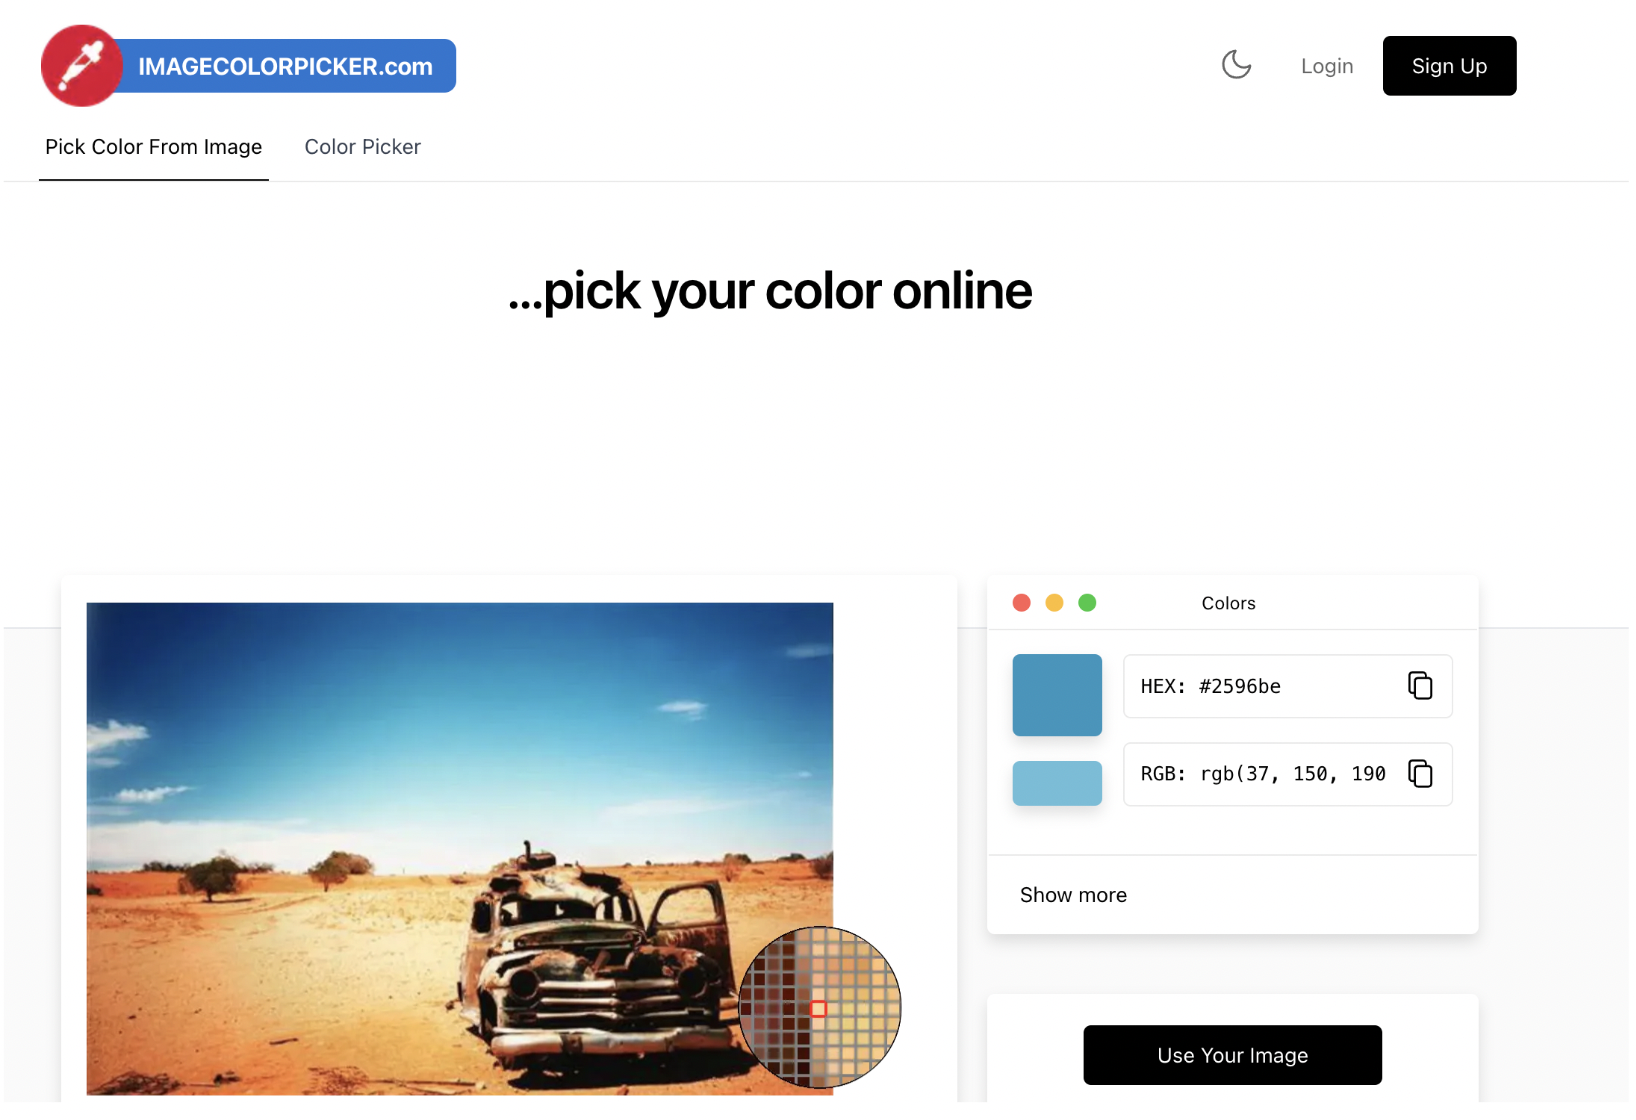 IMAGECOLORPICKER.com
Login
Sign Up
Pick Color From Image
Color Picker
...pick your color online
Colors
HEX: #2596be
RGB: rgb(37, 150, 190
Show more
Use Your Image